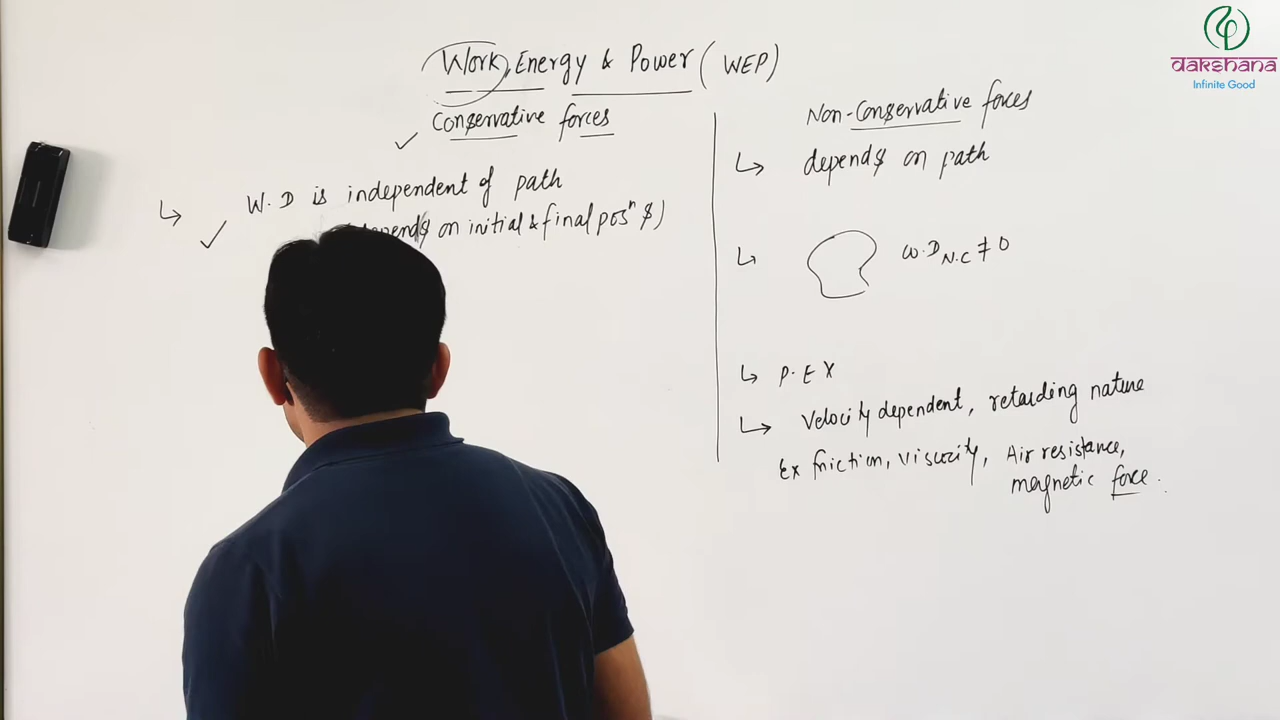 Work, Energy & Power (WEP)
Conservative forces
W.D is independent of path
depends on initial & final posⁿ s)
Non-Conservative forces
depends on path
W.D N.C ≠ 0
P.E X
Velocity dependent, retarding nature
Ex friction, viscosity, Air resistance,
magnetic force.
dakshana
Infinite Good